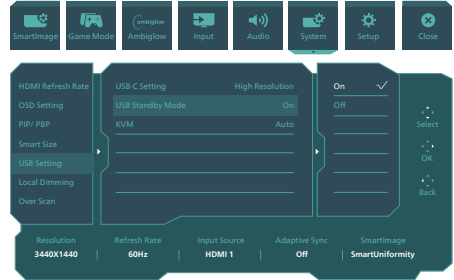 ambiglow
SmartImage Game Mode Ambiglow Input Audio System Setup Close
HDMI Refresh Rate USB-C Setting High Resolution On
OSD Setting USB Standby Mode On Off
PIP/ PBP KVM Auto Select
Smart Size
USB Setting OK
Local Dimming
Over Scan Back
Resolution Refresh Rate Input Source Adaptive Sync SmartImage
3440X1440 60Hz HDMI 1 Off SmartUniformity